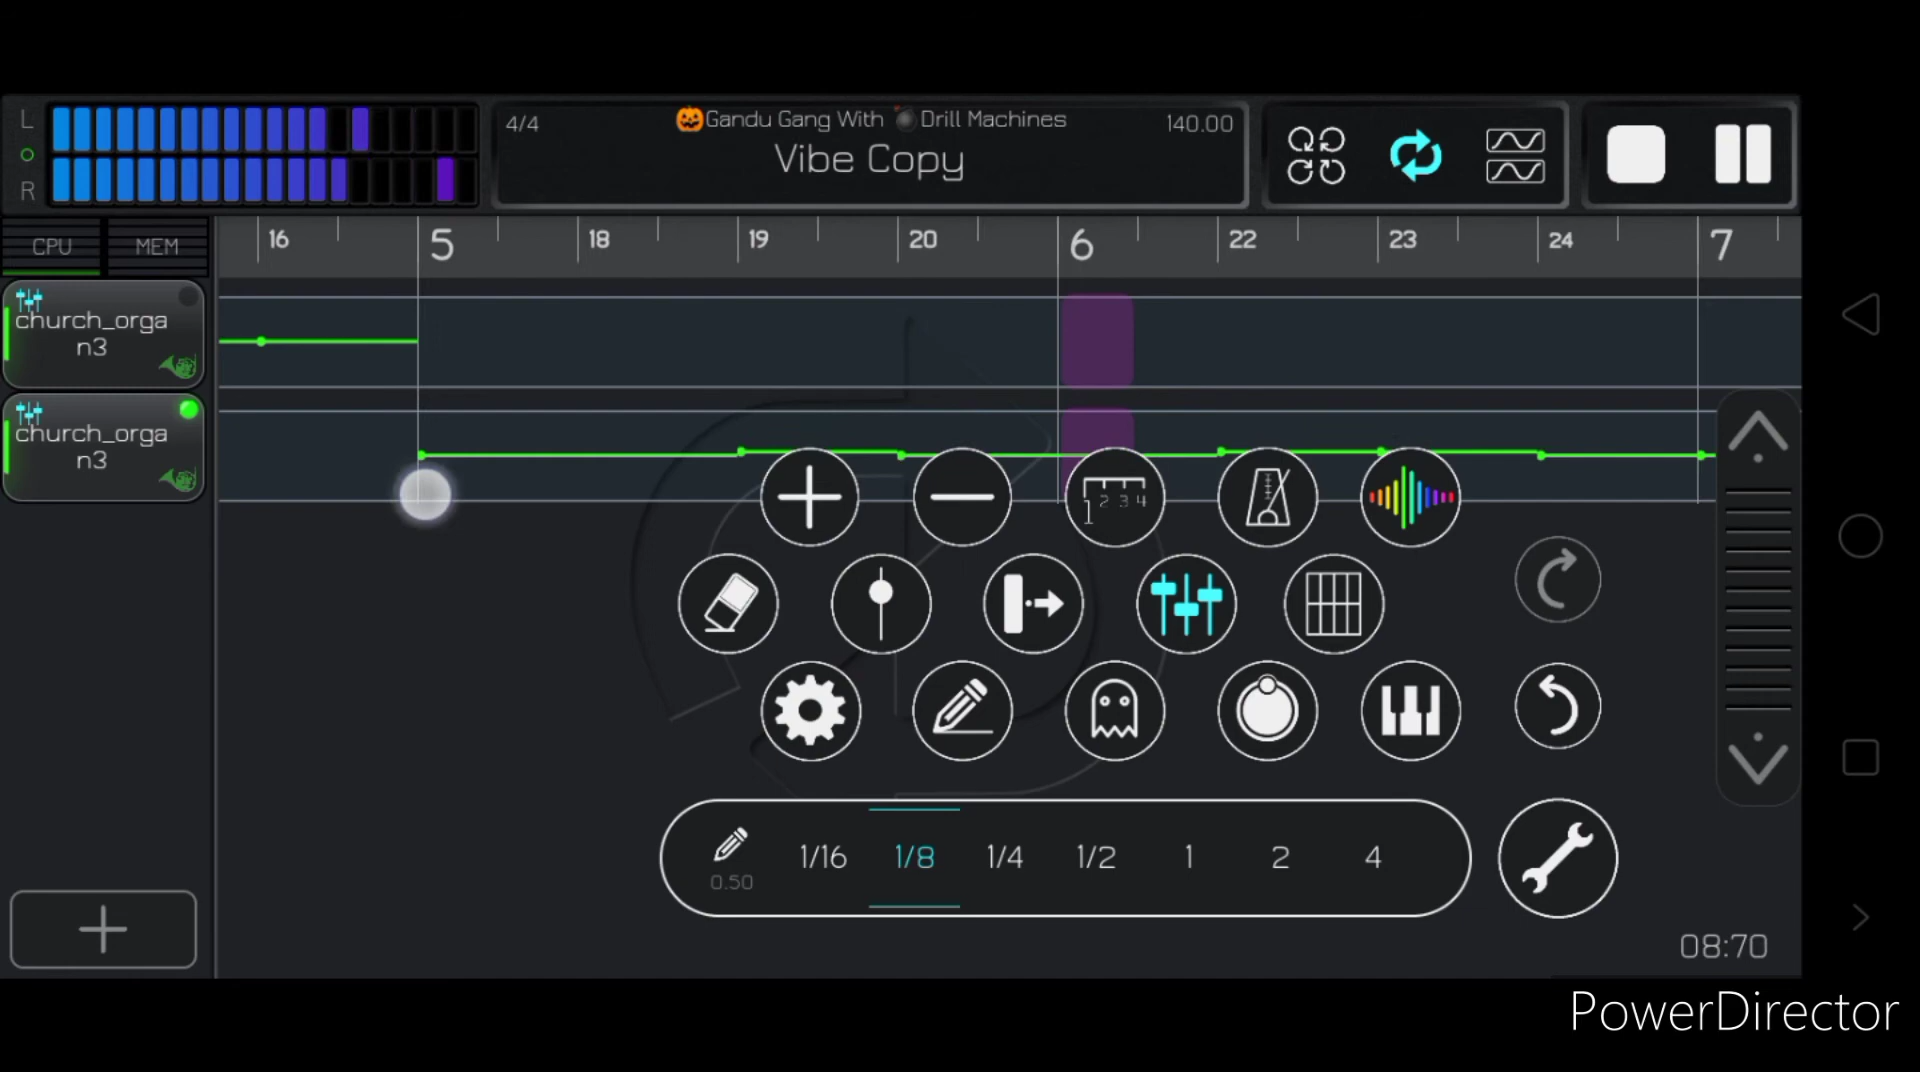 L
R
4/4
🎃Gandu Gang With 💣Drill Machines
140.00
Vibe Copy
CPU
MEM
16
5
18
19
20
6
22
23
24
7
church_orga
n3
church_orga
n3
1 2 3 4
1/16
1/8
1/4
1/2
1
2
4
0.50
08:70
PowerDirector